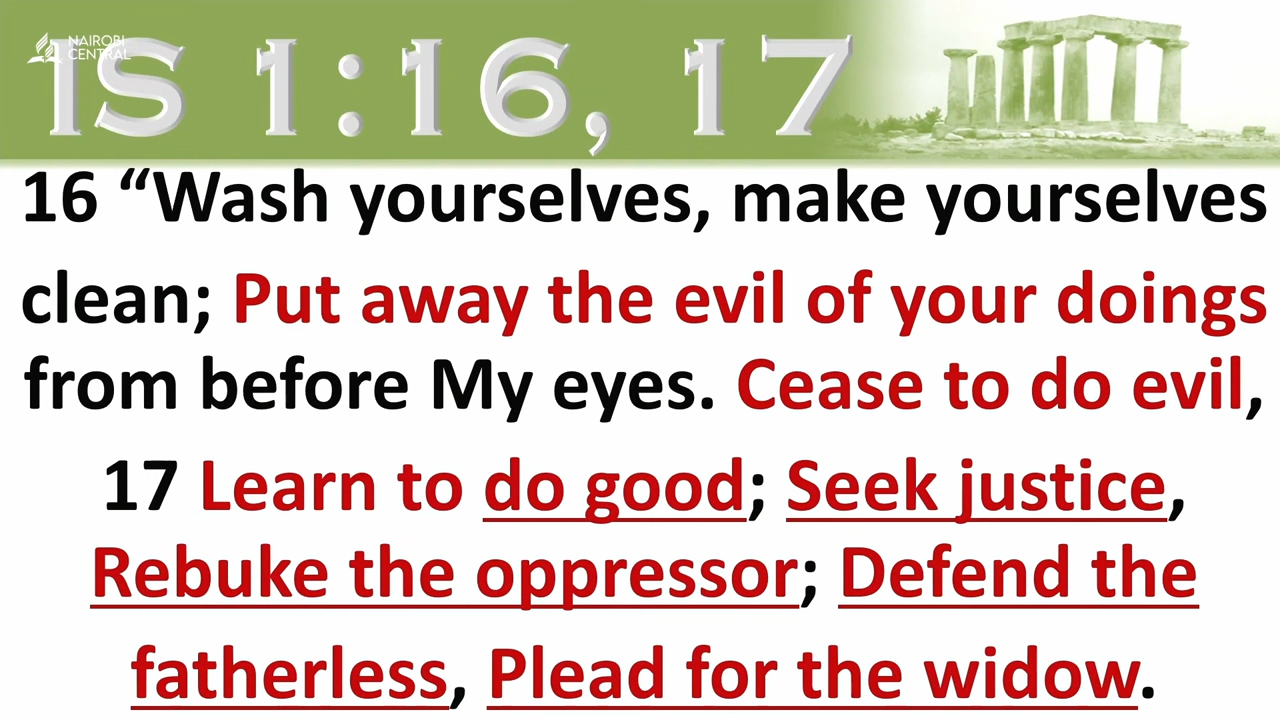 NAIROBI
CENTRAL
IS 1:16, 17
16 “Wash yourselves, make yourselves
clean; Put away the evil of your doings
from before My eyes. Cease to do evil,
17 Learn to do good; Seek justice,
Rebuke the oppressor; Defend the
fatherless, Plead for the widow.